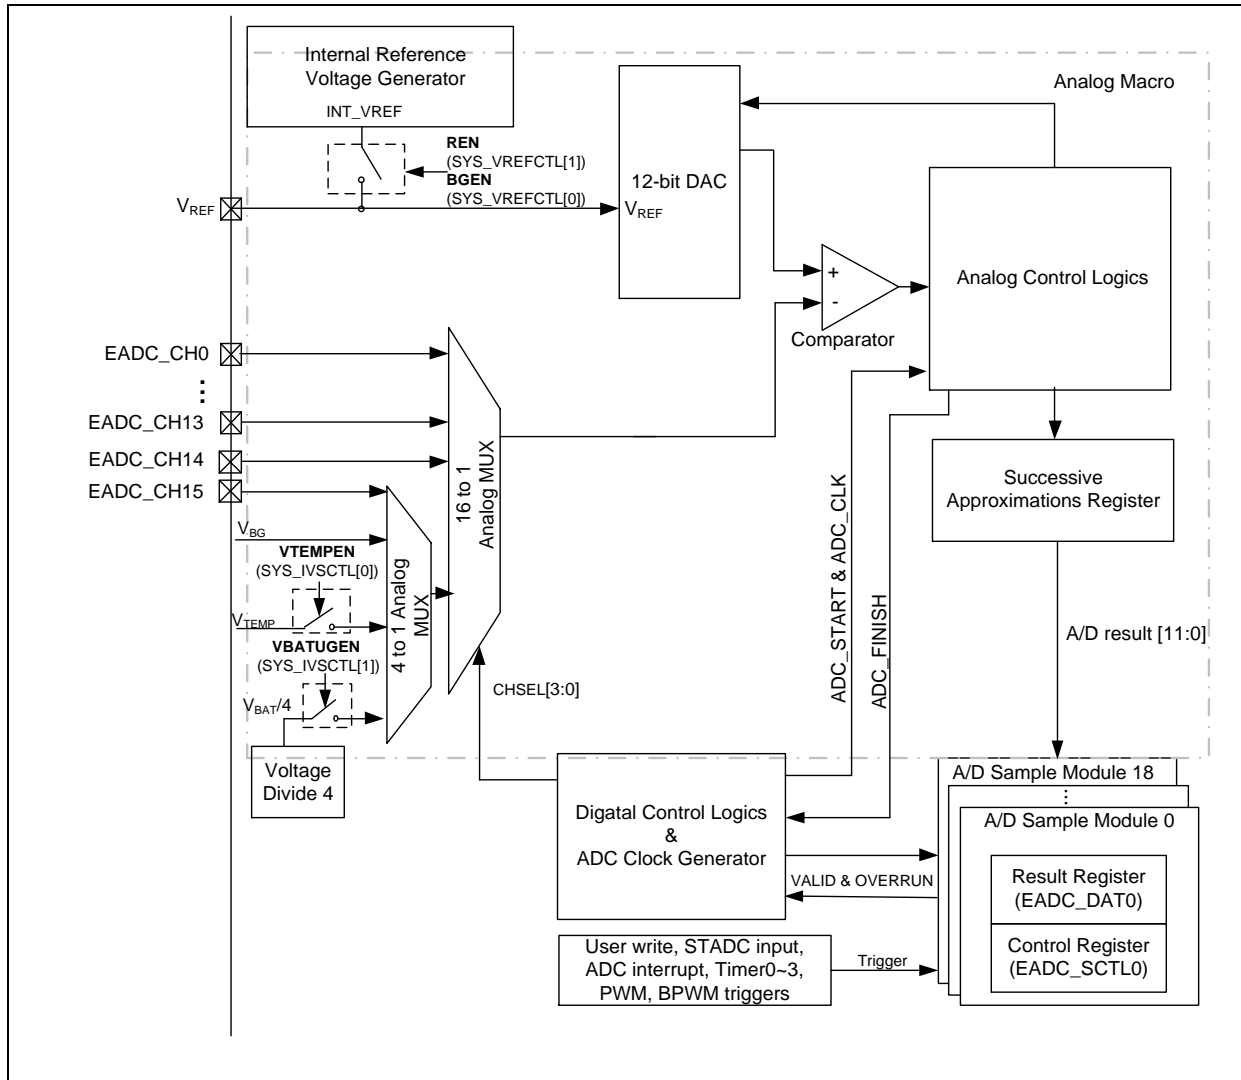 Internal Reference
Voltage Generator
INT_VREF
Analog Macro
REN
(SYS_VREFCTL[1])
BGEN
(SYS_VREFCTL[0])
12-bit DAC
VREF
VREF
Analog Control Logics
+
-
Comparator
EADC_CH0
⋮
EADC_CH13
EADC_CH14
EADC_CH15
16 to 1
Analog MUX
Successive
Approximations Register
VBG
VTEMPEN
(SYS_IVSCTL[0])
VTEMP
4 to 1 Analog
MUX
VBATUGEN
(SYS_IVSCTL[1])
VBAT/4
Voltage
Divide 4
CHSEL[3:0]
ADC_START & ADC_CLK
ADC_FINISH
A/D result [11:0]
Digatal Control Logics
&
ADC Clock Generator
VALID & OVERRUN
A/D Sample Module 18
⋮
A/D Sample Module 0
Result Register
(EADC_DAT0)
Control Register
(EADC_SCTL0)
User write, STADC input,
ADC interrupt, Timer0~3,
PWM, BPWM triggers
Trigger